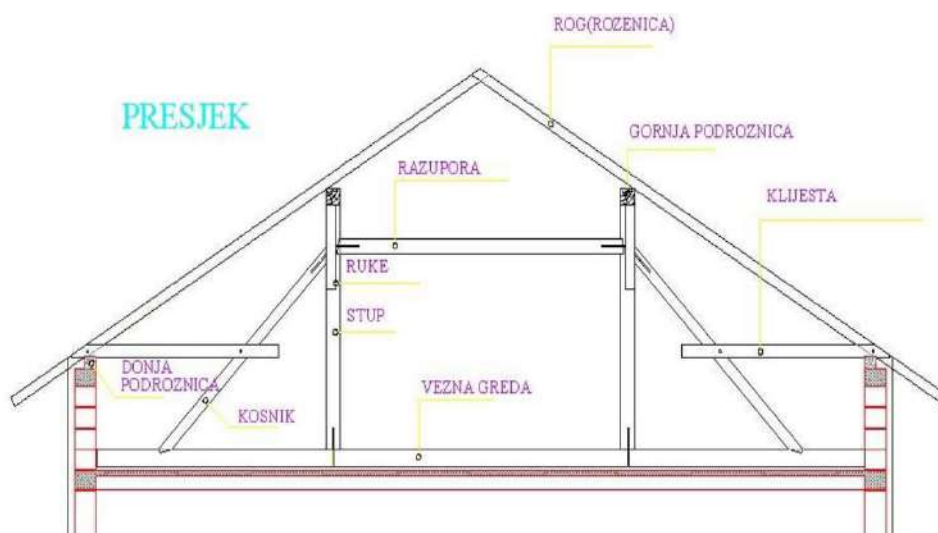 ROG(ROZENICA)
PRESJEK
GORNJA PODROZNICA
RAZUPORA
KLIJESTA
RUKE
STUP
DONJA
PODROZNICA
VEZNA GREDA
KOSNIK